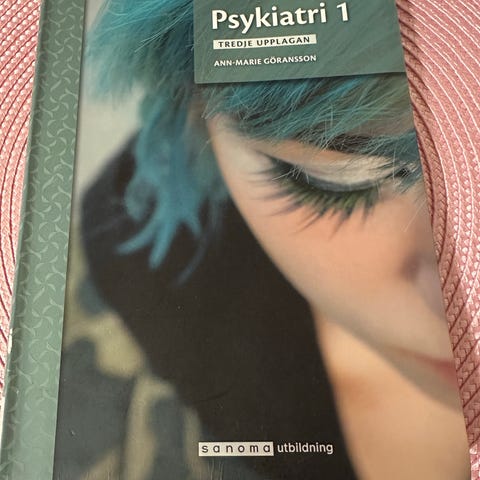 Psykiatri 1
TREDJE UPPLAGAN
ANN-MARIE GÖRANSSON
sanoma utbildning